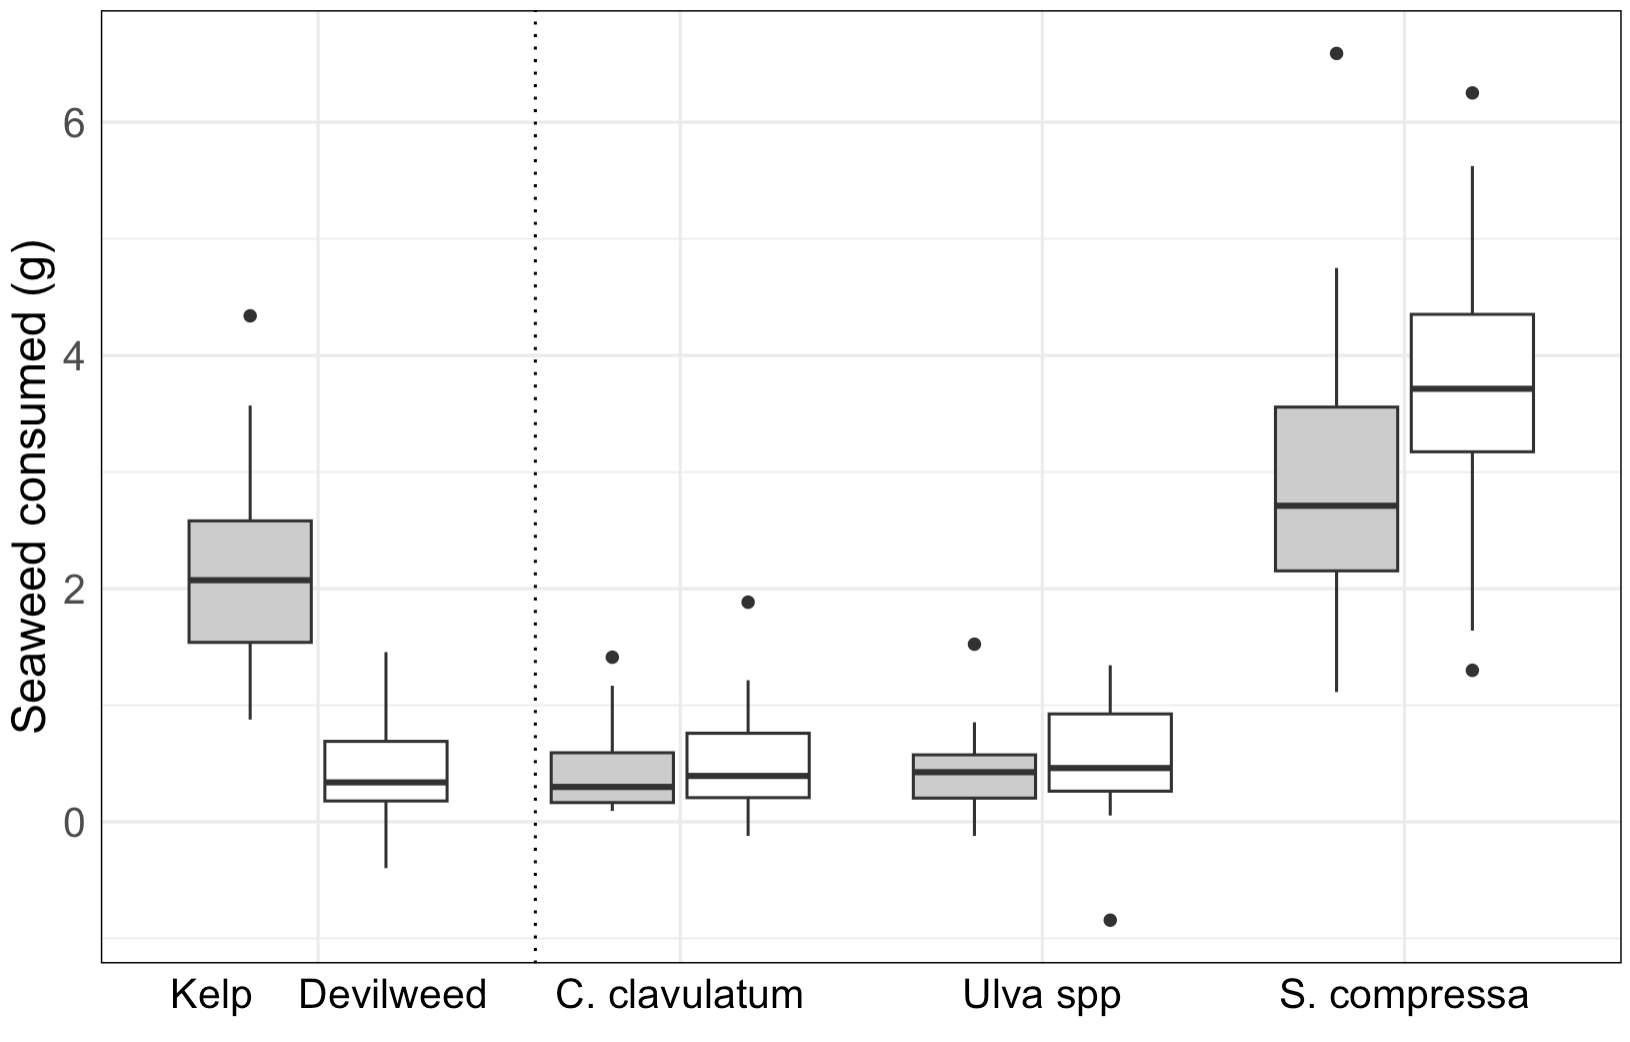 Seaweed consumed (g)
6
4
2
0
Kelp Devilweed C. clavulatum Ulva spp S. compressa